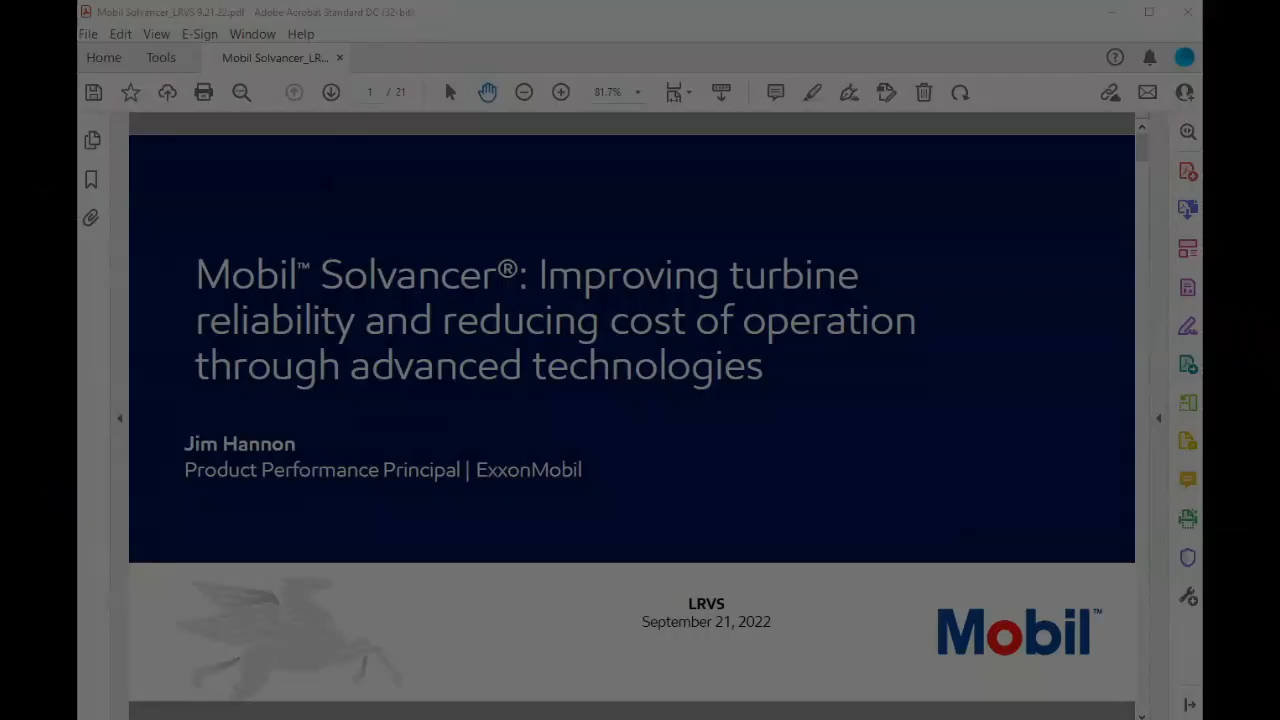 Mobil Solvancer_LRVS 9.21.22.pdf - Adobe Acrobat Standard DC (32-bit)
File Edit View E-Sign Window Help
Home Tools Mobil Solvancer_LR... ×
1 / 21 81.7%
Mobil™ Solvancer®: Improving turbine
reliability and reducing cost of operation
through advanced technologies
Jim Hannon
Product Performance Principal | ExxonMobil
LRVS
September 21, 2022
Mobil™